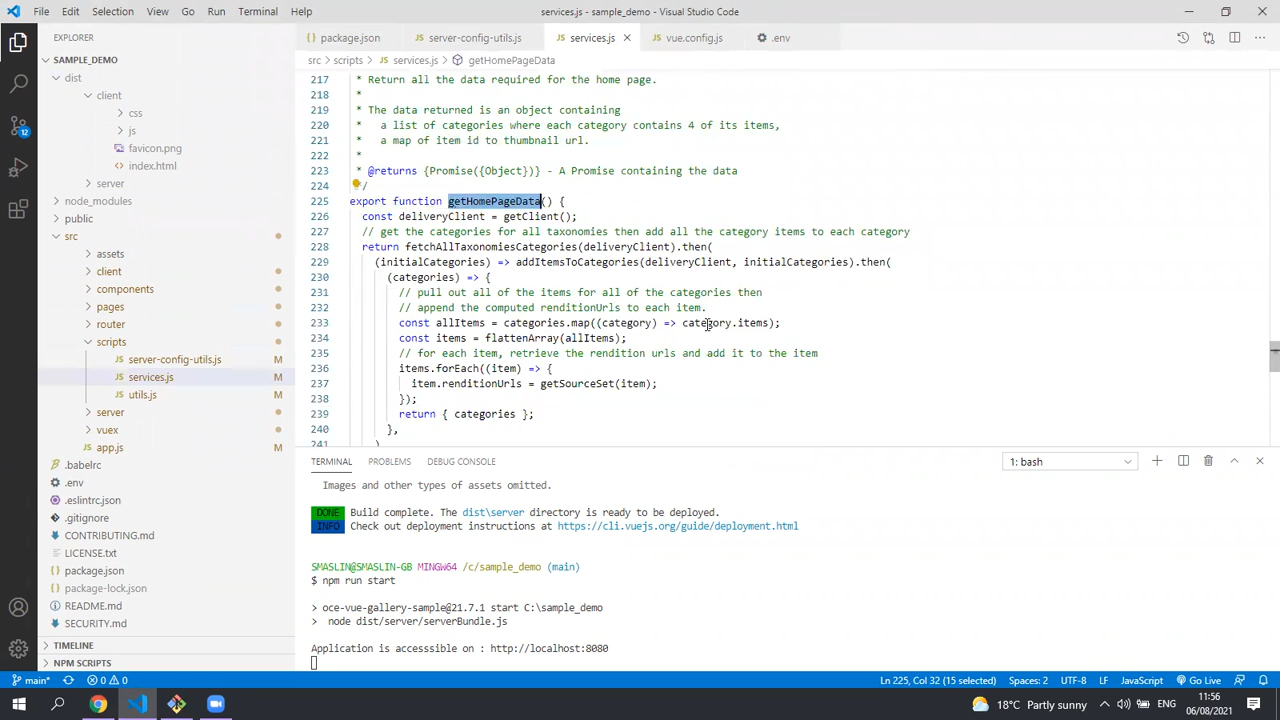 File Edit Selection View Go Run Terminal Help
services.js - sample_demo - Visual Studio Code
EXPLORER
SAMPLE_DEMO
dist
client
css
js
favicon.png
index.html
server
node_modules
public
src
assets
client
components
pages
router
scripts
server-config-utils.js M
services.js M
utils.js M
server
vuex
app.js M
.babelrc
.env
.eslintrc.json
.gitignore
CONTRIBUTING.md
LICENSE.txt
package.json
package-lock.json
README.md
SECURITY.md
TIMELINE
NPM SCRIPTS
12
package.json server-config-utils.js services.js vue.config.js .env
src > scripts > services.js > getHomePageData
217 * Return all the data required for the home page.
218 *
219 * The data returned is an object containing
220 * a list of categories where each category contains 4 of its items,
221 * a map of item id to thumbnail url.
222 *
223 * @returns {Promise({Object})} - A Promise containing the data
224 */
225 export function getHomePageData() {
226 const deliveryClient = getClient();
227 // get the categories for all taxonomies then add all the category items to each category
228 return fetchAllTaxonomiesCategories(deliveryClient).then(
229 (initialCategories) => addItemsToCategories(deliveryClient, initialCategories).then(
230 (categories) => {
231 // pull out all of the items for all of the categories then
232 // append the computed renditionUrls to each item.
233 const allItems = categories.map((category) => category.items);
234 const items = flattenArray(allItems);
235 // for each item, retrieve the rendition urls and add it to the item
236 items.forEach((item) => {
237 item.renditionUrls = getSourceSet(item);
238 });
239 return { categories };
240 },
241 )
TERMINAL PROBLEMS DEBUG CONSOLE
1: bash
Images and other types of assets omitted.
DONE Build complete. The dist\server directory is ready to be deployed.
INFO Check out deployment instructions at https://cli.vuejs.org/guide/deployment.html
SMASLIN@SMASLIN-GB MINGW64 /c/sample_demo (main)
$ npm run start
> oce-vue-gallery-sample@21.7.1 start C:\sample_demo
> node dist/server/serverBundle.js
Application is accesssible on : http://localhost:8080
main* 0 0
Ln 225, Col 32 (15 selected) Spaces: 2 UTF-8 LF JavaScript Go Live
18°C Partly sunny ENG
11:56
06/08/2021